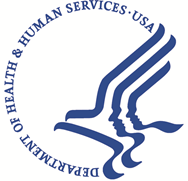 DEPARTMENT OF HEALTH & HUMAN SERVICES · USA